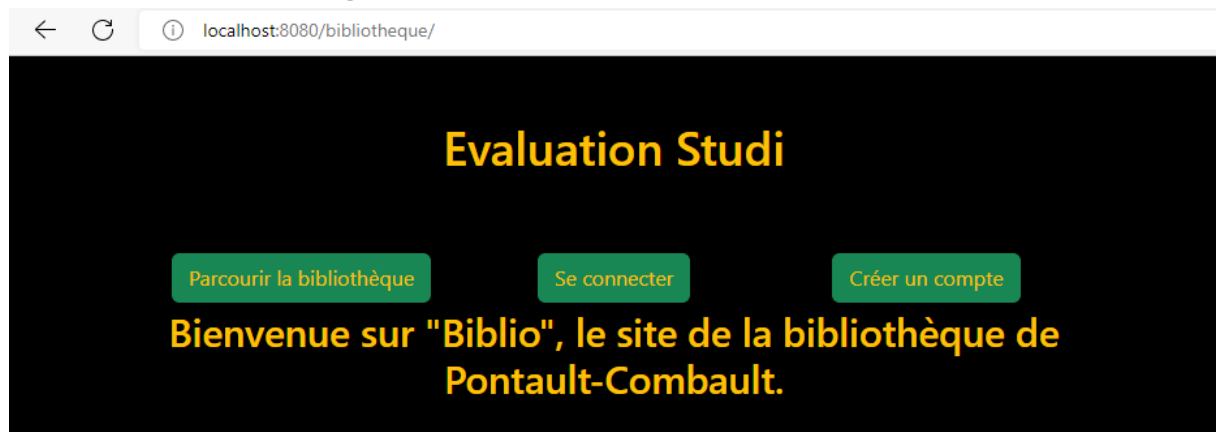 localhost:8080/bibliotheque/
Evaluation Studi
Parcourir la bibliothèque Se connecter Créer un compte
Bienvenue sur "Biblio", le site de la bibliothèque de
Pontault-Combault.